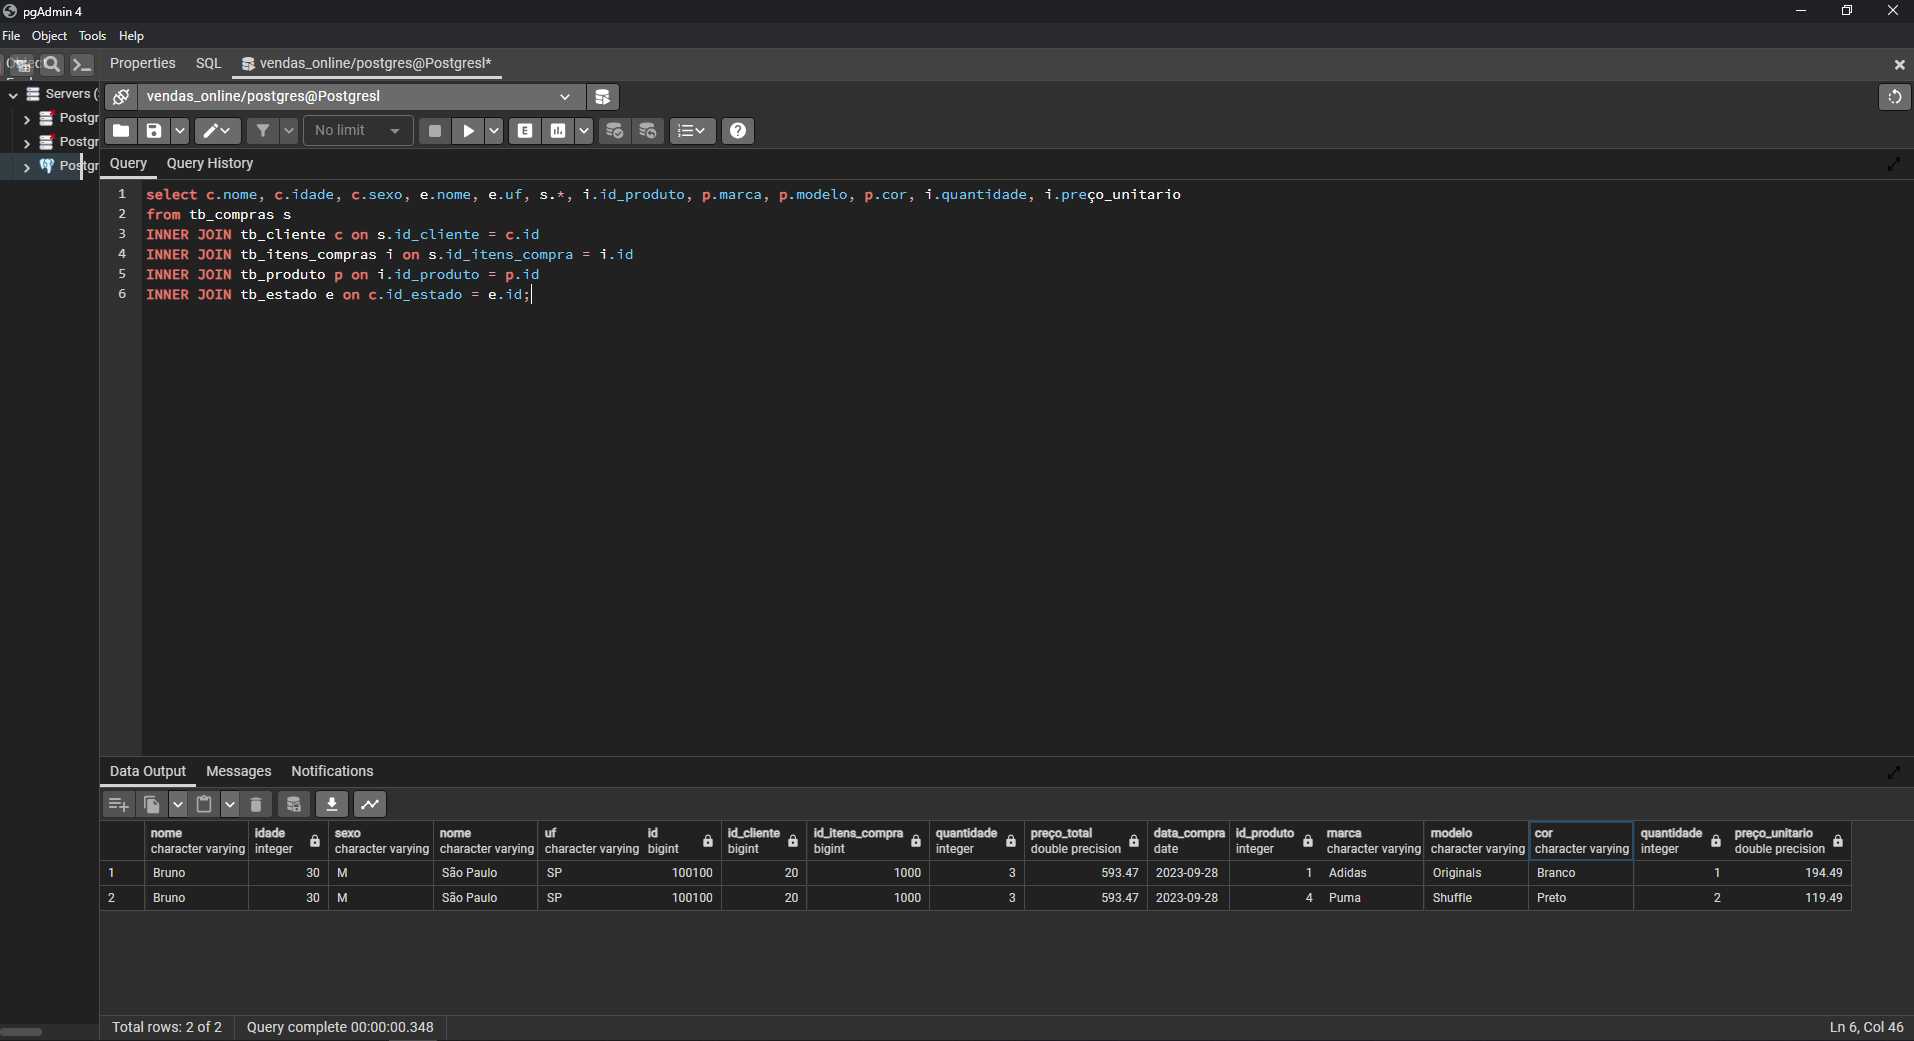 pgAdmin 4
File Object Tools Help
Properties SQL vendas_online/postgres@Postgresl*
Servers (
vendas_online/postgres@Postgresl
Postgr
Postgr
Postgr
No limit
Query Query History
1 select c.nome, c.idade, c.sexo, e.nome, e.uf, s.*, i.id_produto, p.marca, p.modelo, p.cor, i.quantidade, i.preço_unitario
2 from tb_compras s
3 INNER JOIN tb_cliente c on s.id_cliente = c.id
4 INNER JOIN tb_itens_compras i on s.id_itens_compra = i.id
5 INNER JOIN tb_produto p on i.id_produto = p.id
6 INNER JOIN tb_estado e on c.id_estado = e.id;
Data Output Messages Notifications
nome idade sexo nome uf id id_cliente id_itens_compra quantidade preço_total data_compra id_produto marca modelo cor quantidade preço_unitario
character varying integer character varying character varying character varying bigint bigint bigint integer double precision date integer character varying character varying character varying integer double precision
1 Bruno 30 M São Paulo SP 100100 20 1000 3 593.47 2023-09-28 1 Adidas Originals Branco 1 194.49
2 Bruno 30 M São Paulo SP 100100 20 1000 3 593.47 2023-09-28 4 Puma Shuffle Preto 2 119.49
Total rows: 2 of 2 Query complete 00:00:00.348 Ln 6, Col 46